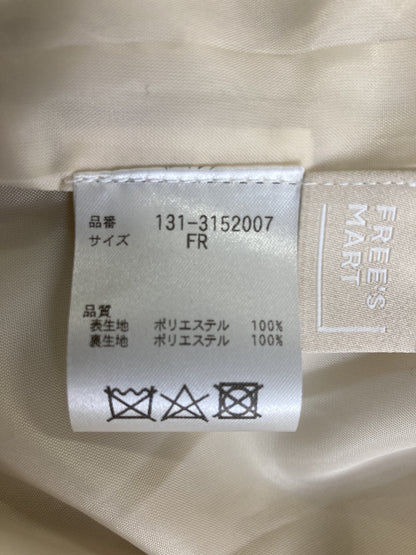 品番 131-3152007
サイズ FR
品質
表生地 ポリエステル 100%
裏生地 ポリエステル 100%
FREE'S
MART